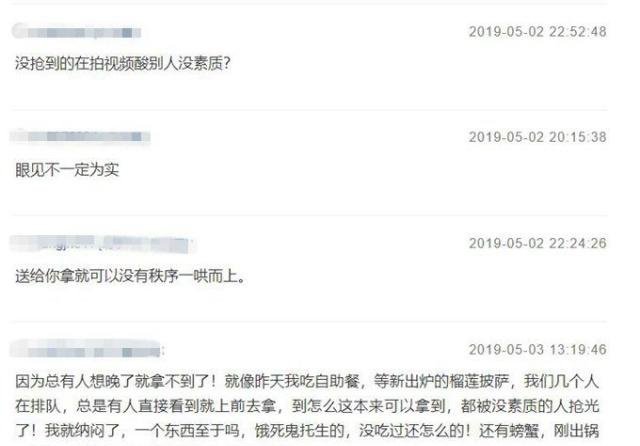 2019-05-02 22:52:48
没抢到的在拍视频酸别人没素质?
2019-05-02 20:15:38
眼见不一定为实
2019-05-02 22:24:26
送给你拿就可以没有秩序一哄而上。
2019-05-03 13:19:46
因为总有人想晚了就拿不到了！就像昨天我吃自助餐，等新出炉的榴莲披萨，我们几个人
在排队，总是有人直接看到就上前去拿，到怎么这本来可以拿到，都被没素质的人抢光
了！我就纳闷了，一个东西至于吗，饿死鬼托生的，没吃过还怎么的！还有螃蟹，刚出锅